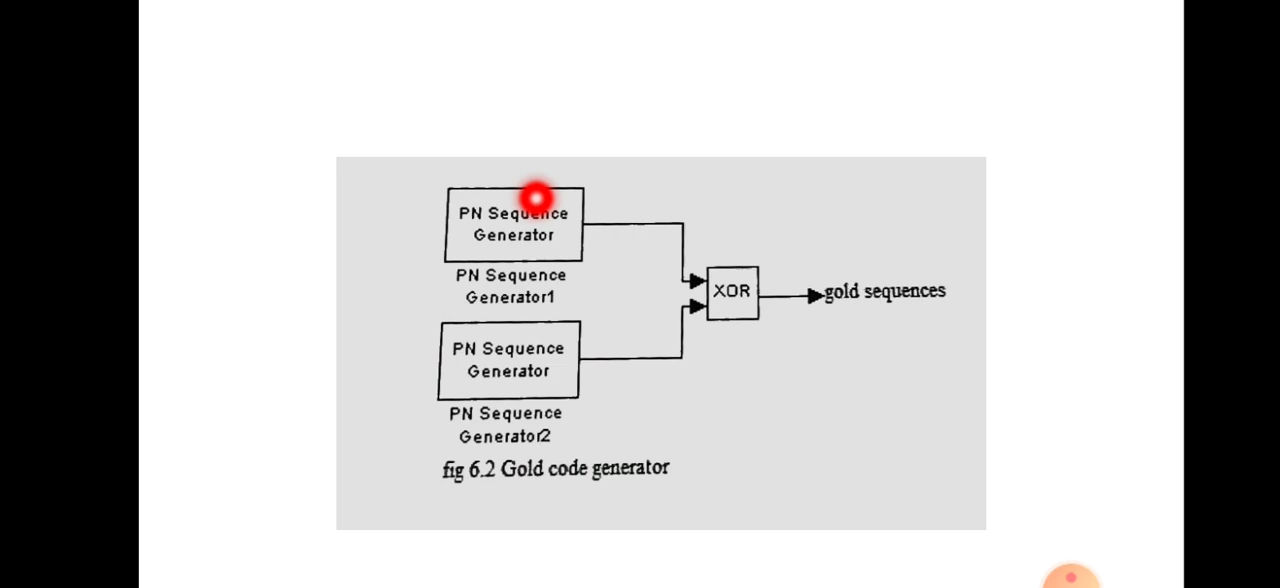 PN Sequence
Generator
PN Sequence
Generator1
XOR
gold sequences
PN Sequence
Generator
PN Sequence
Generator2
fig 6.2 Gold code generator